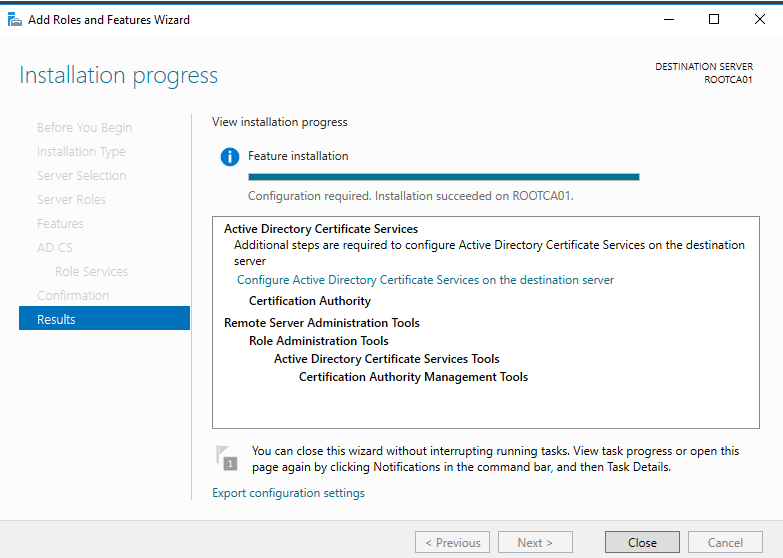 Add Roles and Features Wizard
Installation progress
DESTINATION SERVER
ROOTCA01
Before You Begin
Installation Type
Server Selection
Server Roles
Features
AD CS
Role Services
Confirmation
Results
View installation progress
Feature installation
Configuration required. Installation succeeded on ROOTCA01.
Active Directory Certificate Services
Additional steps are required to configure Active Directory Certificate Services on the destination
server
Configure Active Directory Certificate Services on the destination server
Certification Authority
Remote Server Administration Tools
Role Administration Tools
Active Directory Certificate Services Tools
Certification Authority Management Tools
1
You can close this wizard without interrupting running tasks. View task progress or open this
page again by clicking Notifications in the command bar, and then Task Details.
Export configuration settings
< Previous
Next >
Close
Cancel